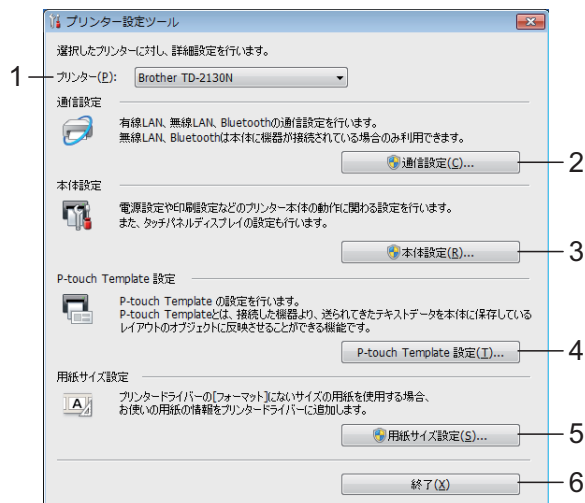 プリンター設定ツール
選択したプリンターに対し、詳細設定を行います。
1 プリンター(P): Brother TD-2130N
通信設定
有線LAN、無線LAN、Bluetoothの通信設定を行います。
無線LAN、Bluetoothは本体に機器が接続されている場合のみ利用できます。
通信設定(C)... 2
本体設定
電源設定や印刷設定などのプリンター本体の動作に関わる設定を行います。
また、タッチパネルディスプレイの設定も行います。
本体設定(R)... 3
P-touch Template 設定
P-touch Template の設定を行います。
P-touch Templateとは、接続した機器より、送られてきたテキストデータを本体に保存している
レイアウトのオブジェクトに反映させることができる機能です。
P-touch Template 設定(T)... 4
用紙サイズ設定
プリンタードライバーの[フォーマット]にないサイズの用紙を使用する場合、
お使いの用紙の情報をプリンタードライバーに追加します。
用紙サイズ設定(S)... 5
終了(X) 6